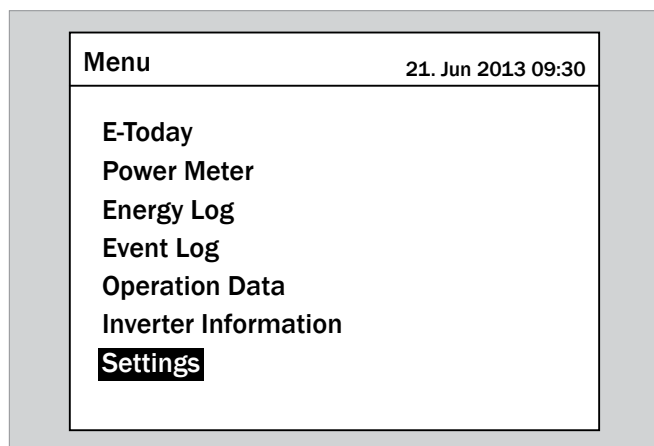 Menu
21. Jun 2013 09:30
E-Today
Power Meter
Energy Log
Event Log
Operation Data
Inverter Information
Settings